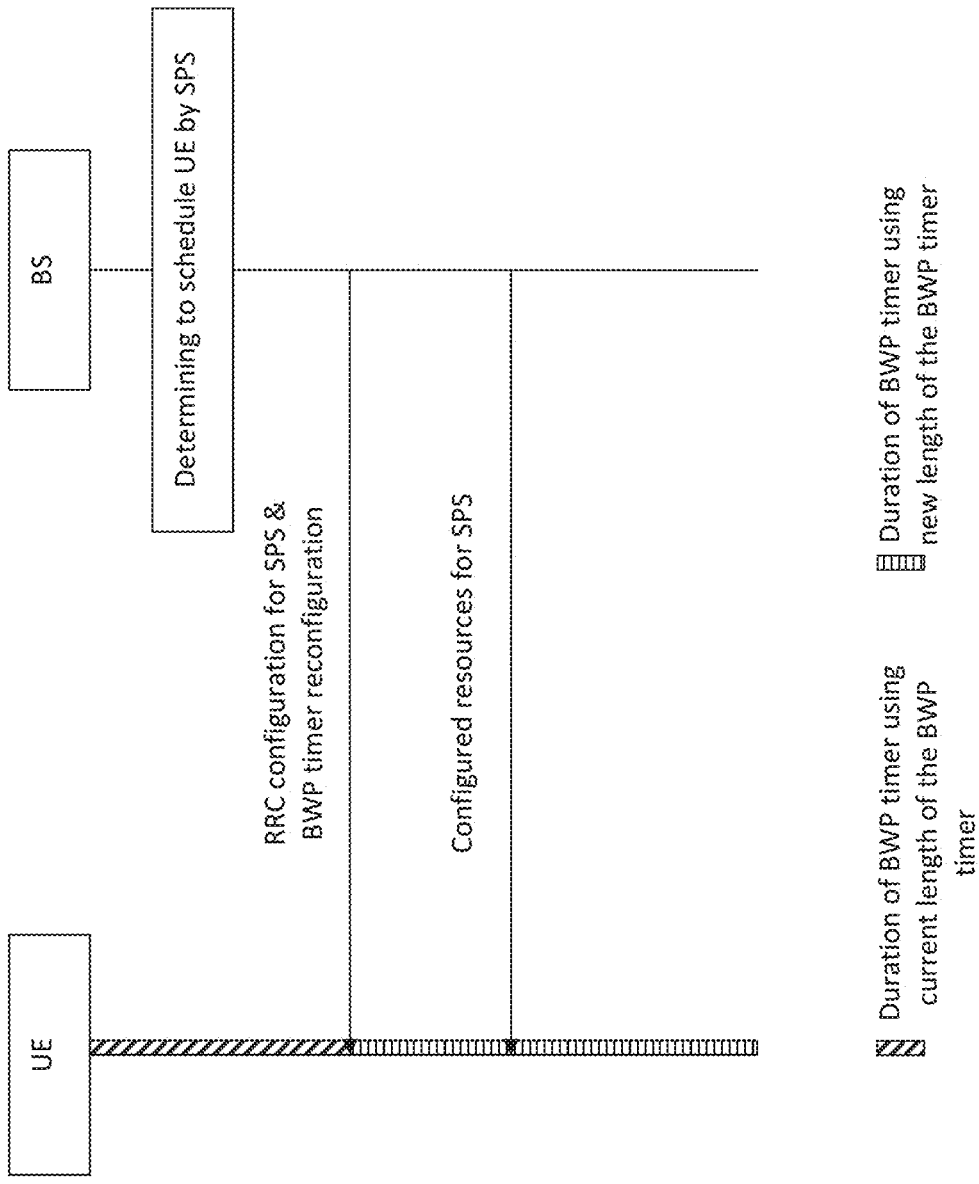 UE
BS
Determining to schedule UE by SPS
RRC configuration for SPS &
BWP timer reconfiguration
Configured resources for SPS
Duration of BWP timer using
current length of the BWP
timer
Duration of BWP timer using
new length of the BWP timer